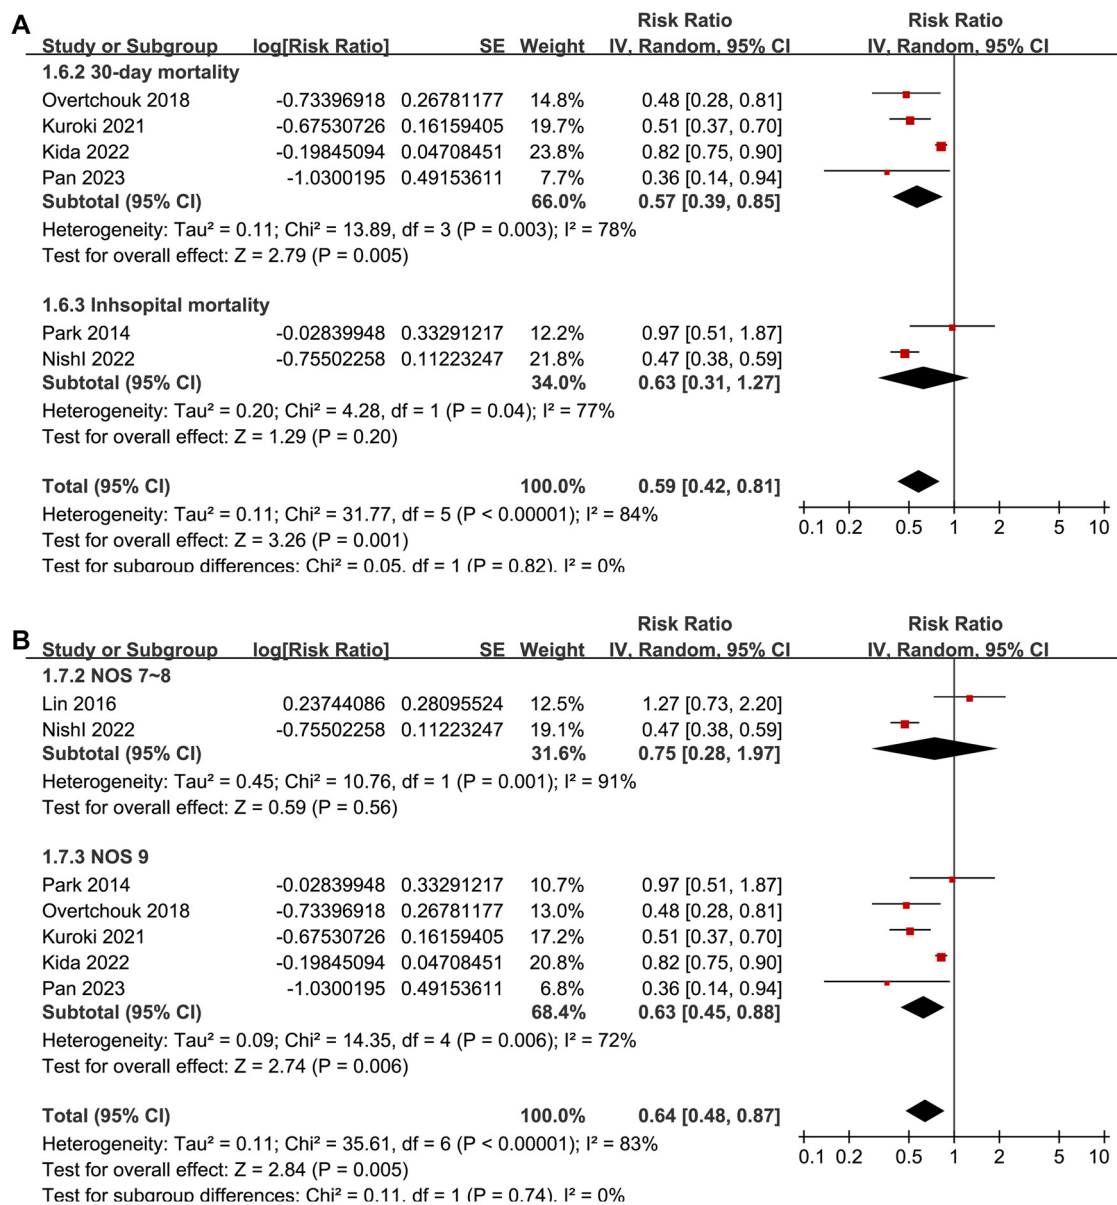 A
Risk Ratio Risk Ratio
Study or Subgroup log[Risk Ratio] SE Weight IV, Random, 95% CI IV, Random, 95% CI
1.6.2 30-day mortality
Overtchouk 2018 -0.73396918 0.26781177 14.8% 0.48 [0.28, 0.81]
Kuroki 2021 -0.67530726 0.16159405 19.7% 0.51 [0.37, 0.70]
Kida 2022 -0.19845094 0.04708451 23.8% 0.82 [0.75, 0.90]
Pan 2023 -1.0300195 0.49153611 7.7% 0.36 [0.14, 0.94]
Subtotal (95% CI) 66.0% 0.57 [0.39, 0.85]
Heterogeneity: Tau² = 0.11; Chi² = 13.89, df = 3 (P = 0.003); I² = 78%
Test for overall effect: Z = 2.79 (P = 0.005)
1.6.3 Inhsopital mortality
Park 2014 -0.02839948 0.33291217 12.2% 0.97 [0.51, 1.87]
NishI 2022 -0.75502258 0.11223247 21.8% 0.47 [0.38, 0.59]
Subtotal (95% CI) 34.0% 0.63 [0.31, 1.27]
Heterogeneity: Tau² = 0.20; Chi² = 4.28, df = 1 (P = 0.04); I² = 77%
Test for overall effect: Z = 1.29 (P = 0.20)
Total (95% CI) 100.0% 0.59 [0.42, 0.81]
Heterogeneity: Tau² = 0.11; Chi² = 31.77, df = 5 (P < 0.00001); I² = 84%
Test for overall effect: Z = 3.26 (P = 0.001)
Test for subgroup differences: Chi² = 0.05, df = 1 (P = 0.82), I² = 0%
0.1 0.2 0.5 1 2 5 10
B
Risk Ratio Risk Ratio
Study or Subgroup log[Risk Ratio] SE Weight IV, Random, 95% CI IV, Random, 95% CI
1.7.2 NOS 7~8
Lin 2016 0.23744086 0.28095524 12.5% 1.27 [0.73, 2.20]
NishI 2022 -0.75502258 0.11223247 19.1% 0.47 [0.38, 0.59]
Subtotal (95% CI) 31.6% 0.75 [0.28, 1.97]
Heterogeneity: Tau² = 0.45; Chi² = 10.76, df = 1 (P = 0.001); I² = 91%
Test for overall effect: Z = 0.59 (P = 0.56)
1.7.3 NOS 9
Park 2014 -0.02839948 0.33291217 10.7% 0.97 [0.51, 1.87]
Overtchouk 2018 -0.73396918 0.26781177 13.0% 0.48 [0.28, 0.81]
Kuroki 2021 -0.67530726 0.16159405 17.2% 0.51 [0.37, 0.70]
Kida 2022 -0.19845094 0.04708451 20.8% 0.82 [0.75, 0.90]
Pan 2023 -1.0300195 0.49153611 6.8% 0.36 [0.14, 0.94]
Subtotal (95% CI) 68.4% 0.63 [0.45, 0.88]
Heterogeneity: Tau² = 0.09; Chi² = 14.35, df = 4 (P = 0.006); I² = 72%
Test for overall effect: Z = 2.74 (P = 0.006)
Total (95% CI) 100.0% 0.64 [0.48, 0.87]
Heterogeneity: Tau² = 0.11; Chi² = 35.61, df = 6 (P < 0.00001); I² = 83%
Test for overall effect: Z = 2.84 (P = 0.005)
Test for subgroup differences: Chi² = 0.11, df = 1 (P = 0.74), I² = 0%
0.1 0.2 0.5 1 2 5 10